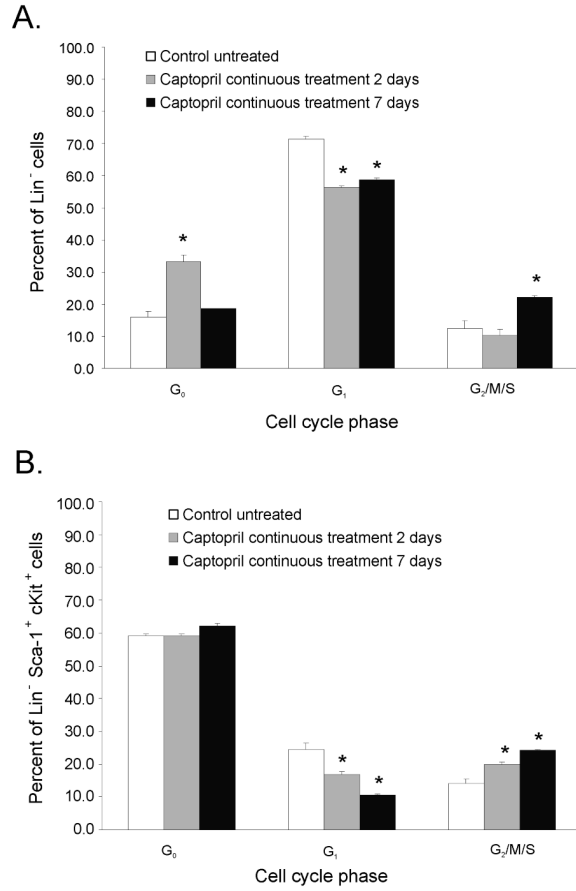 A.
100.0
90.0
80.0
70.0
60.0
50.0
40.0
30.0
20.0
10.0
0.0
Percent of Lin⁻ cells
Control untreated
Captopril continuous treatment 2 days
Captopril continuous treatment 7 days
*
*
*
*
G₀
G₁
G₂/M/S
Cell cycle phase
B.
100.0
90.0
80.0
70.0
60.0
50.0
40.0
30.0
20.0
10.0
0.0
Percent of Lin⁻ Sca-1⁺ cKit⁺ cells
Control untreated
Captopril continuous treatment 2 days
Captopril continuous treatment 7 days
*
*
*
*
G₀
G₁
G₂/M/S
Cell cycle phase